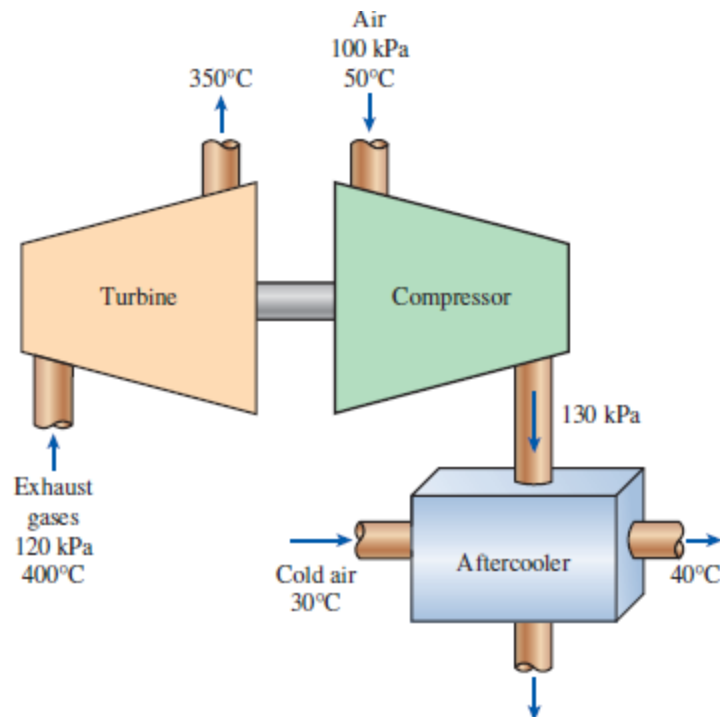 Air
100 kPa
50°C
350°C
Turbine
Compressor
130 kPa
Exhaust
gases
120 kPa
400°C
Cold air
30°C
Aftercooler
40°C